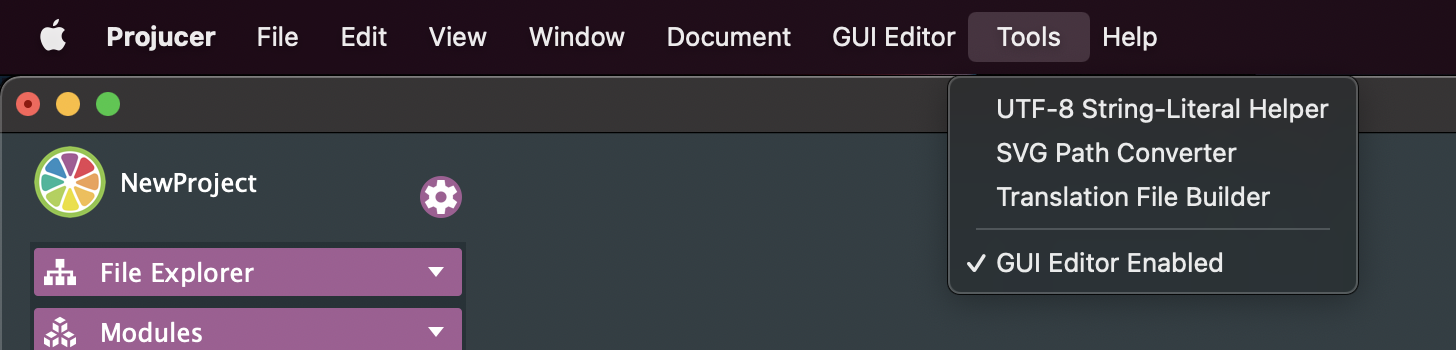 Projucer File Edit View Window Document GUI Editor Tools Help
UTF-8 String-Literal Helper
SVG Path Converter
Translation File Builder
GUI Editor Enabled
NewProject
File Explorer
Modules